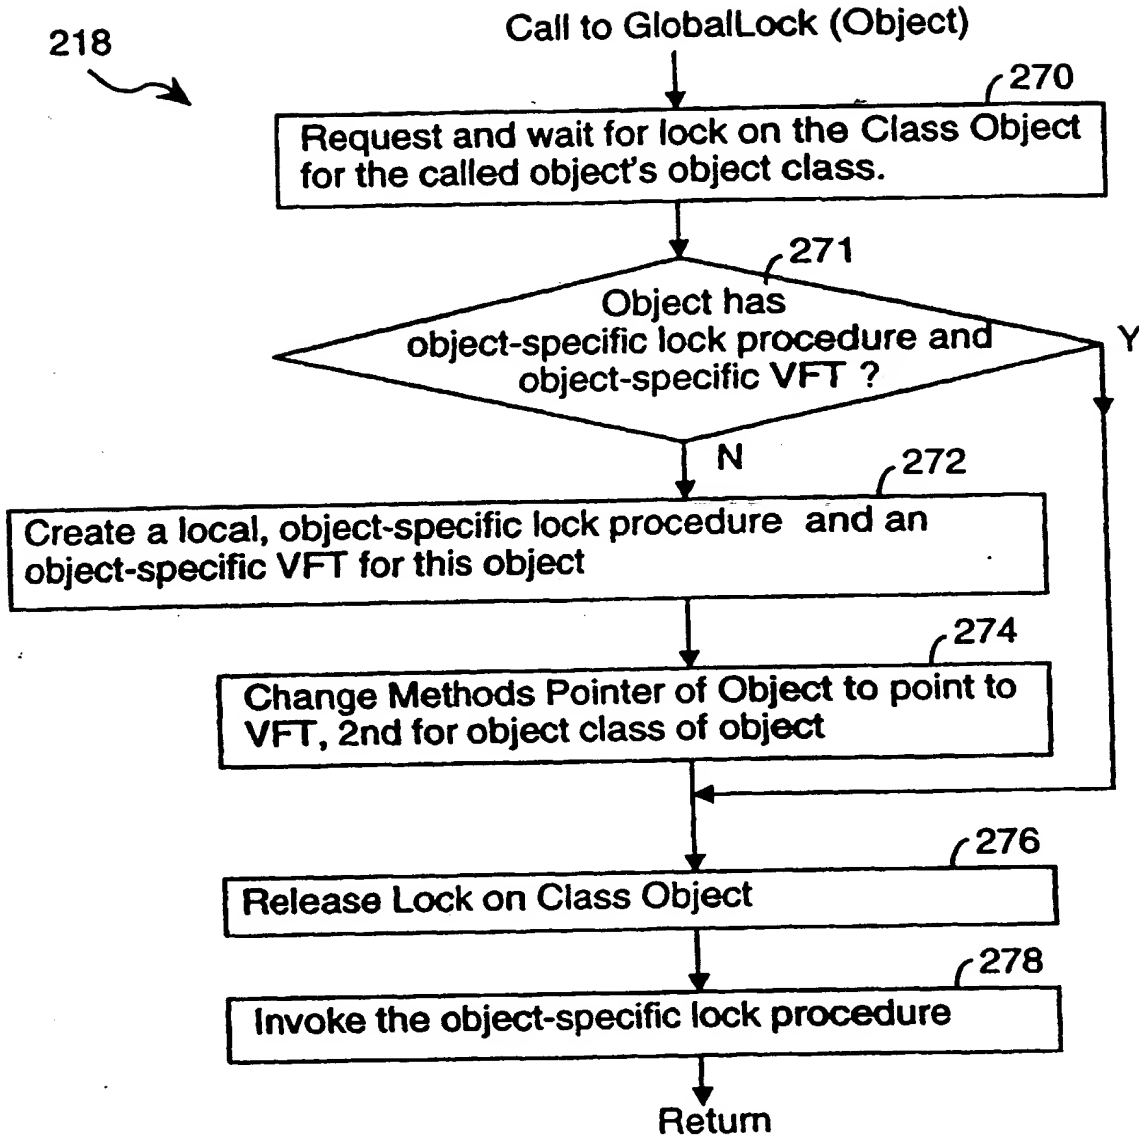 218
Call to GlobalLock (Object)
270
Request and wait for lock on the Class Object
for the called object's object class.
271
Object has
object-specific lock procedure and
object-specific VFT ?
Y
N
272
Create a local, object-specific lock procedure and an
object-specific VFT for this object
274
Change Methods Pointer of Object to point to
VFT, 2nd for object class of object
276
Release Lock on Class Object
278
Invoke the object-specific lock procedure
Return